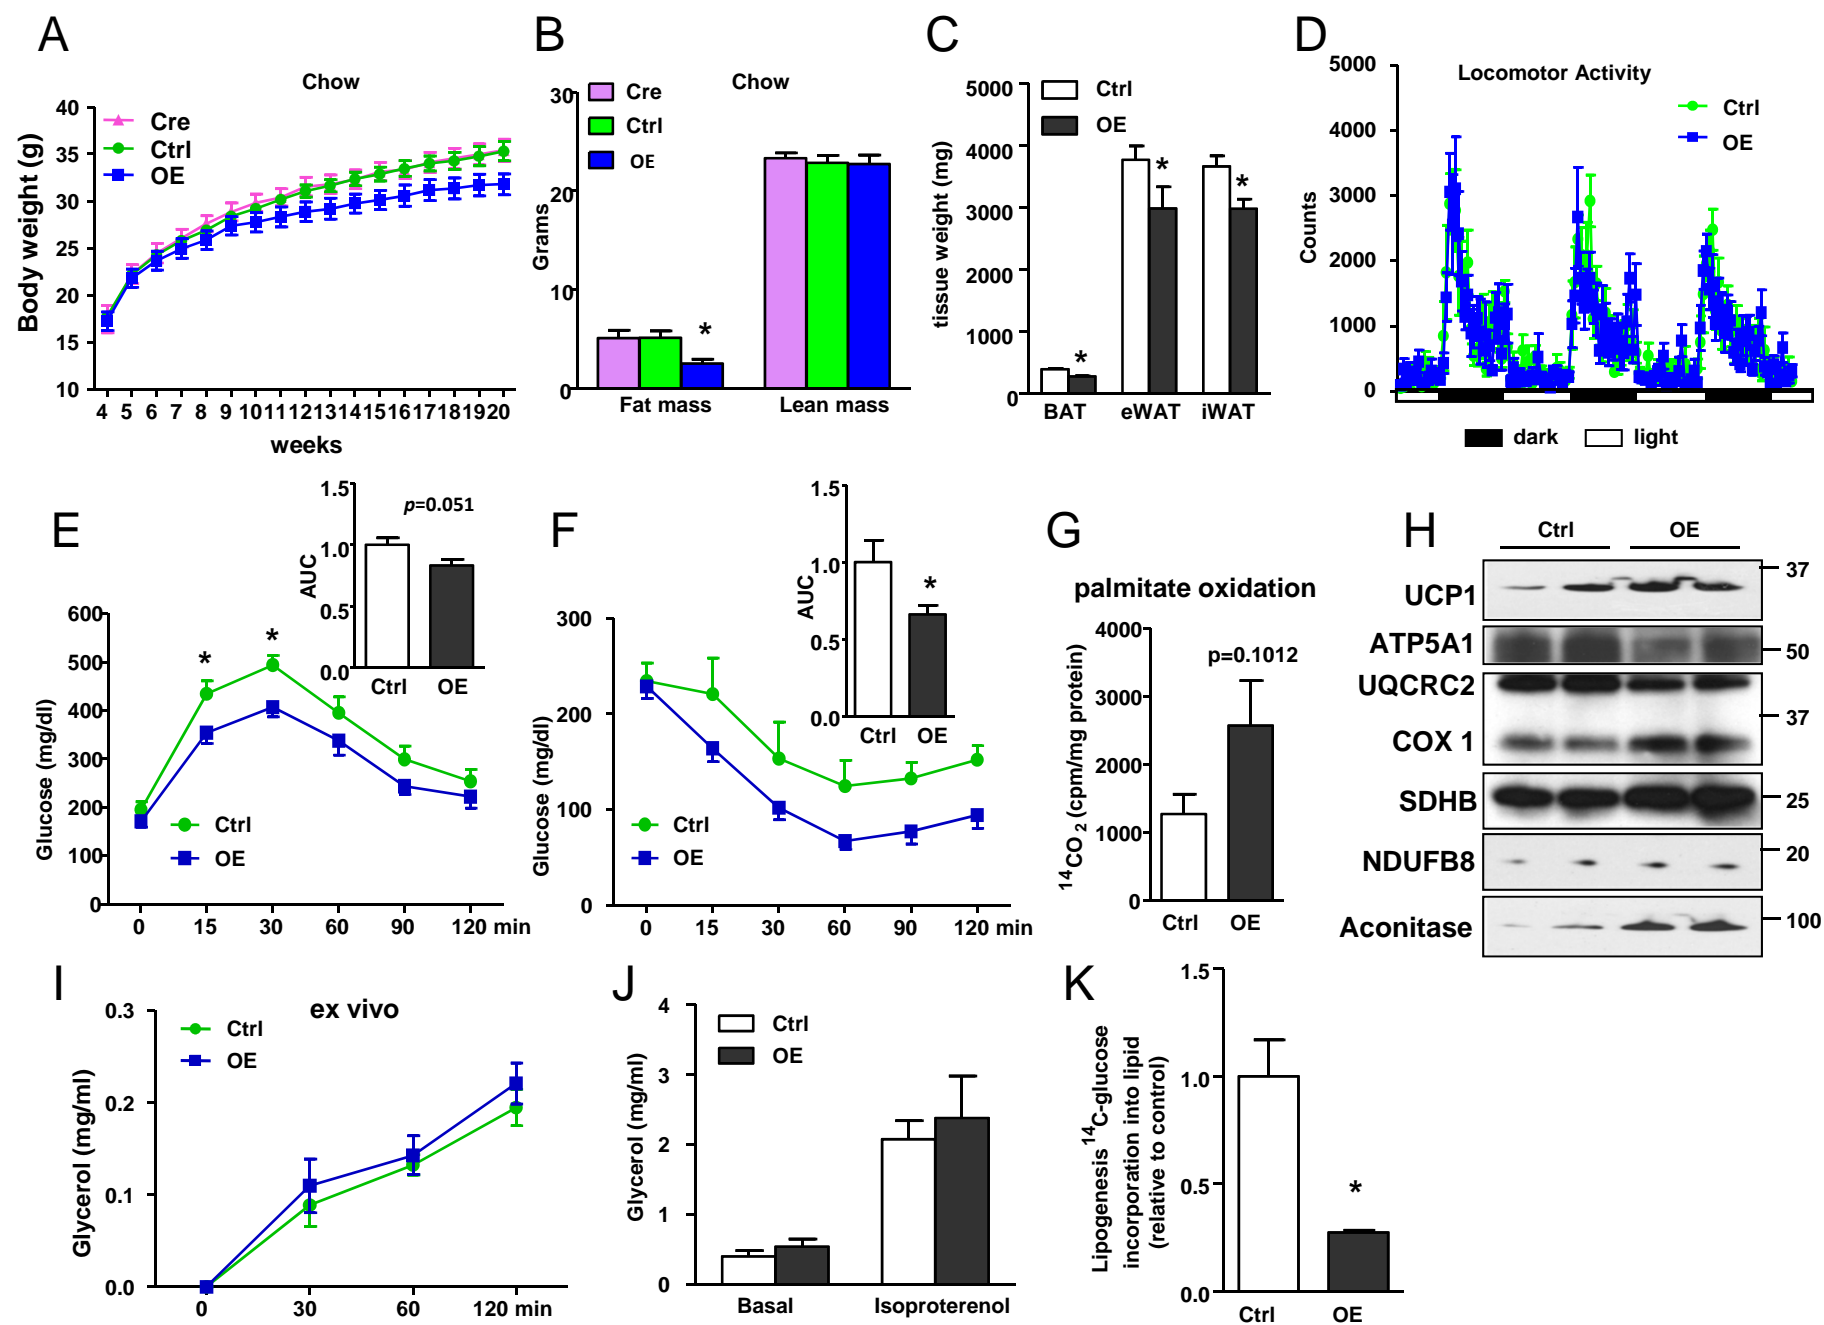 A
Chow
Body weight (g)
40
35
30
25
20
15
10
Cre
Ctrl
OE
4 5 6 7 8 9 10 11 12 13 14 15 16 17 18 19 20
weeks
B
Chow
Grams
30
20
10
0
Cre
Ctrl
OE
*
Fat mass Lean mass
C
tissue weight (mg)
5000
4000
3000
2000
1000
0
Ctrl
OE
* * *
BAT eWAT iWAT
D
Locomotor Activity
Counts
5000
4000
3000
2000
1000
0
Ctrl
OE
dark light
E
Glucose (mg/dl)
600
500
400
300
200
100
0
* *
Ctrl
OE
0 15 30 60 90 120 min
AUC
1.5
1.0
0.5
0.0
p=0.051
Ctrl OE
F
Glucose (mg/dl)
300
200
100
0
Ctrl
OE
0 15 30 60 90 120 min
AUC
1.5
1.0
0.5
0.0
*
Ctrl OE
G
palmitate oxidation
14CO2 (cpm/mg protein)
4000
3000
2000
1000
0
p=0.1012
Ctrl OE
H
Ctrl OE
UCP1 37
ATP5A1 50
UQCRC2
37
COX 1
SDHB 25
NDUFB8 20
Aconitase 100
I
ex vivo
Glycerol (mg/ml)
0.3
0.2
0.1
0.0
Ctrl
OE
0 30 60 120 min
J
Glycerol (mg/ml)
4
3
2
1
0
Ctrl
OE
Basal Isoproterenol
K
Lipogenesis 14C-glucose
incorporation into lipid
(relative to control)
1.5
1.0
0.5
0.0
*
Ctrl OE